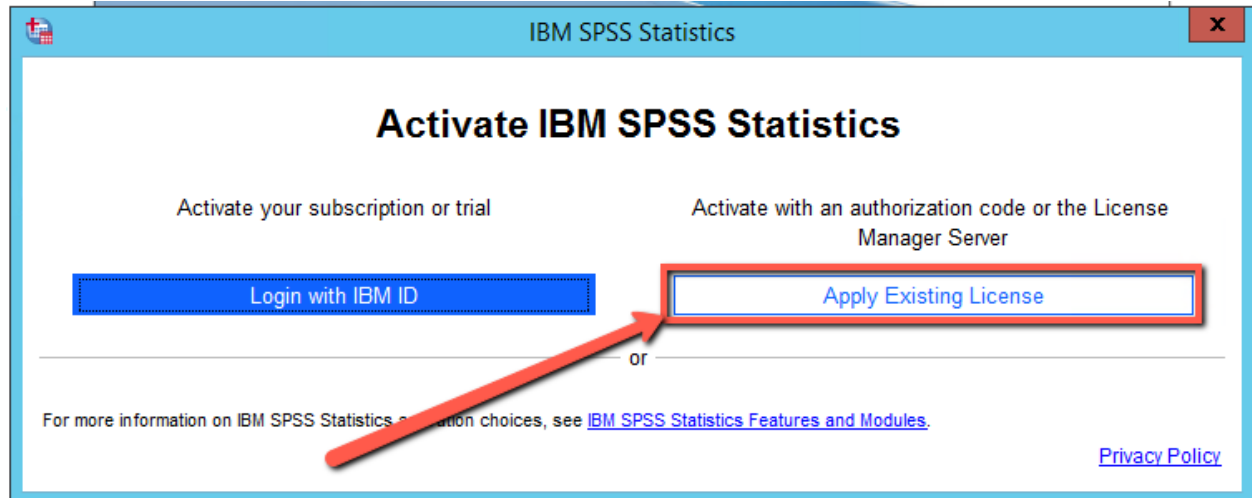 IBM SPSS Statistics
x
Activate IBM SPSS Statistics
Activate your subscription or trial
Activate with an authorization code or the License
Manager Server
Login with IBM ID
Apply Existing License
or
For more information on IBM SPSS Statistics choices, see IBM SPSS Statistics Features and Modules.
Privacy Policy